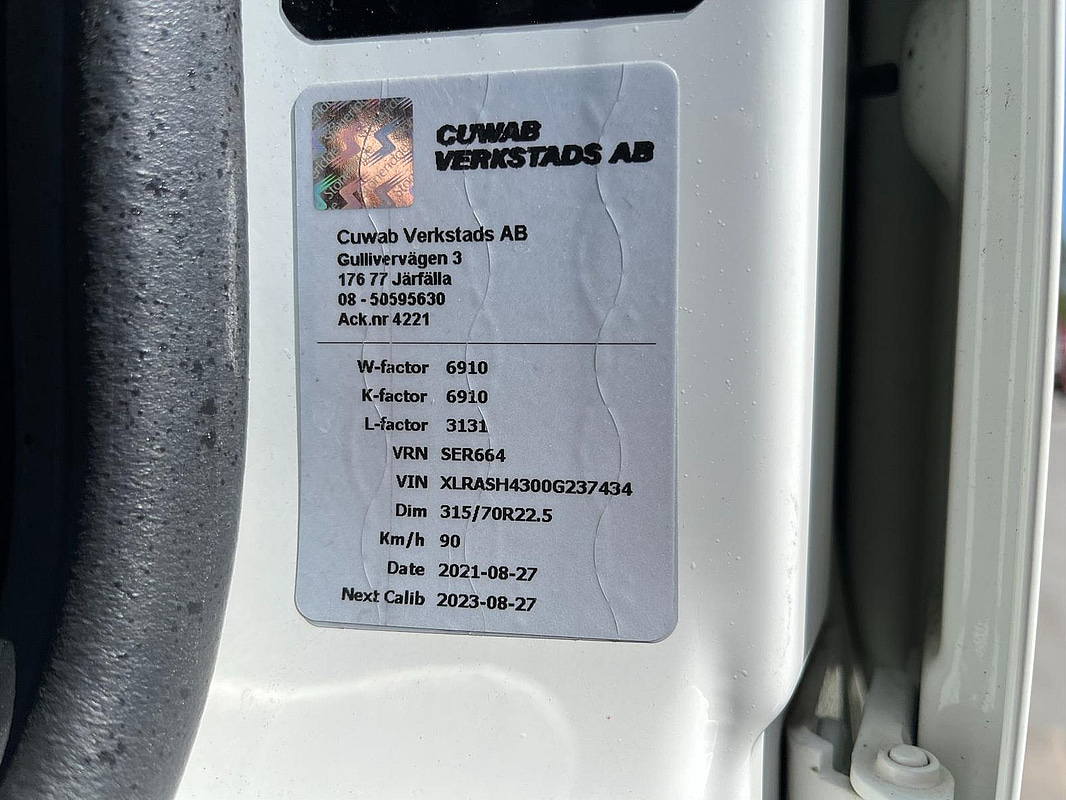 Stoneridge
CUWAB
VERKSTADS AB
Cuwab Verkstads AB
Gullivervägen 3
176 77 Järfälla
08 - 50595630
Ack.nr 4221
W-factor 6910
K-factor 6910
L-factor 3131
VRN SER664
VIN XLRASH4300G237434
Dim 315/70R22.5
Km/h 90
Date 2021-08-27
Next Calib 2023-08-27